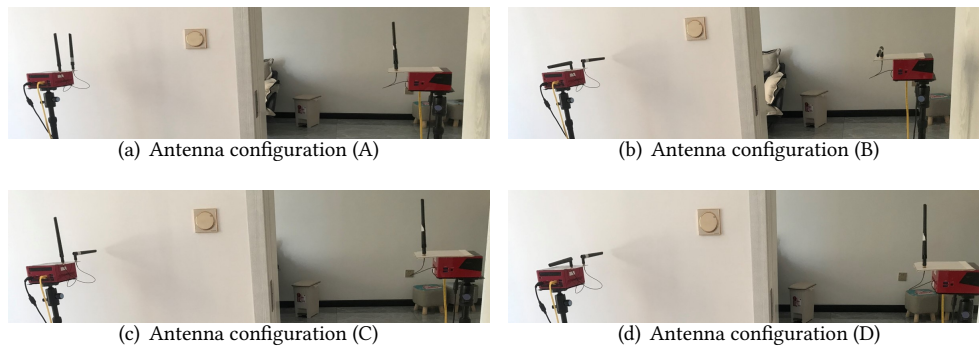 (a) Antenna configuration (A)
(b) Antenna configuration (B)
(c) Antenna configuration (C)
(d) Antenna configuration (D)